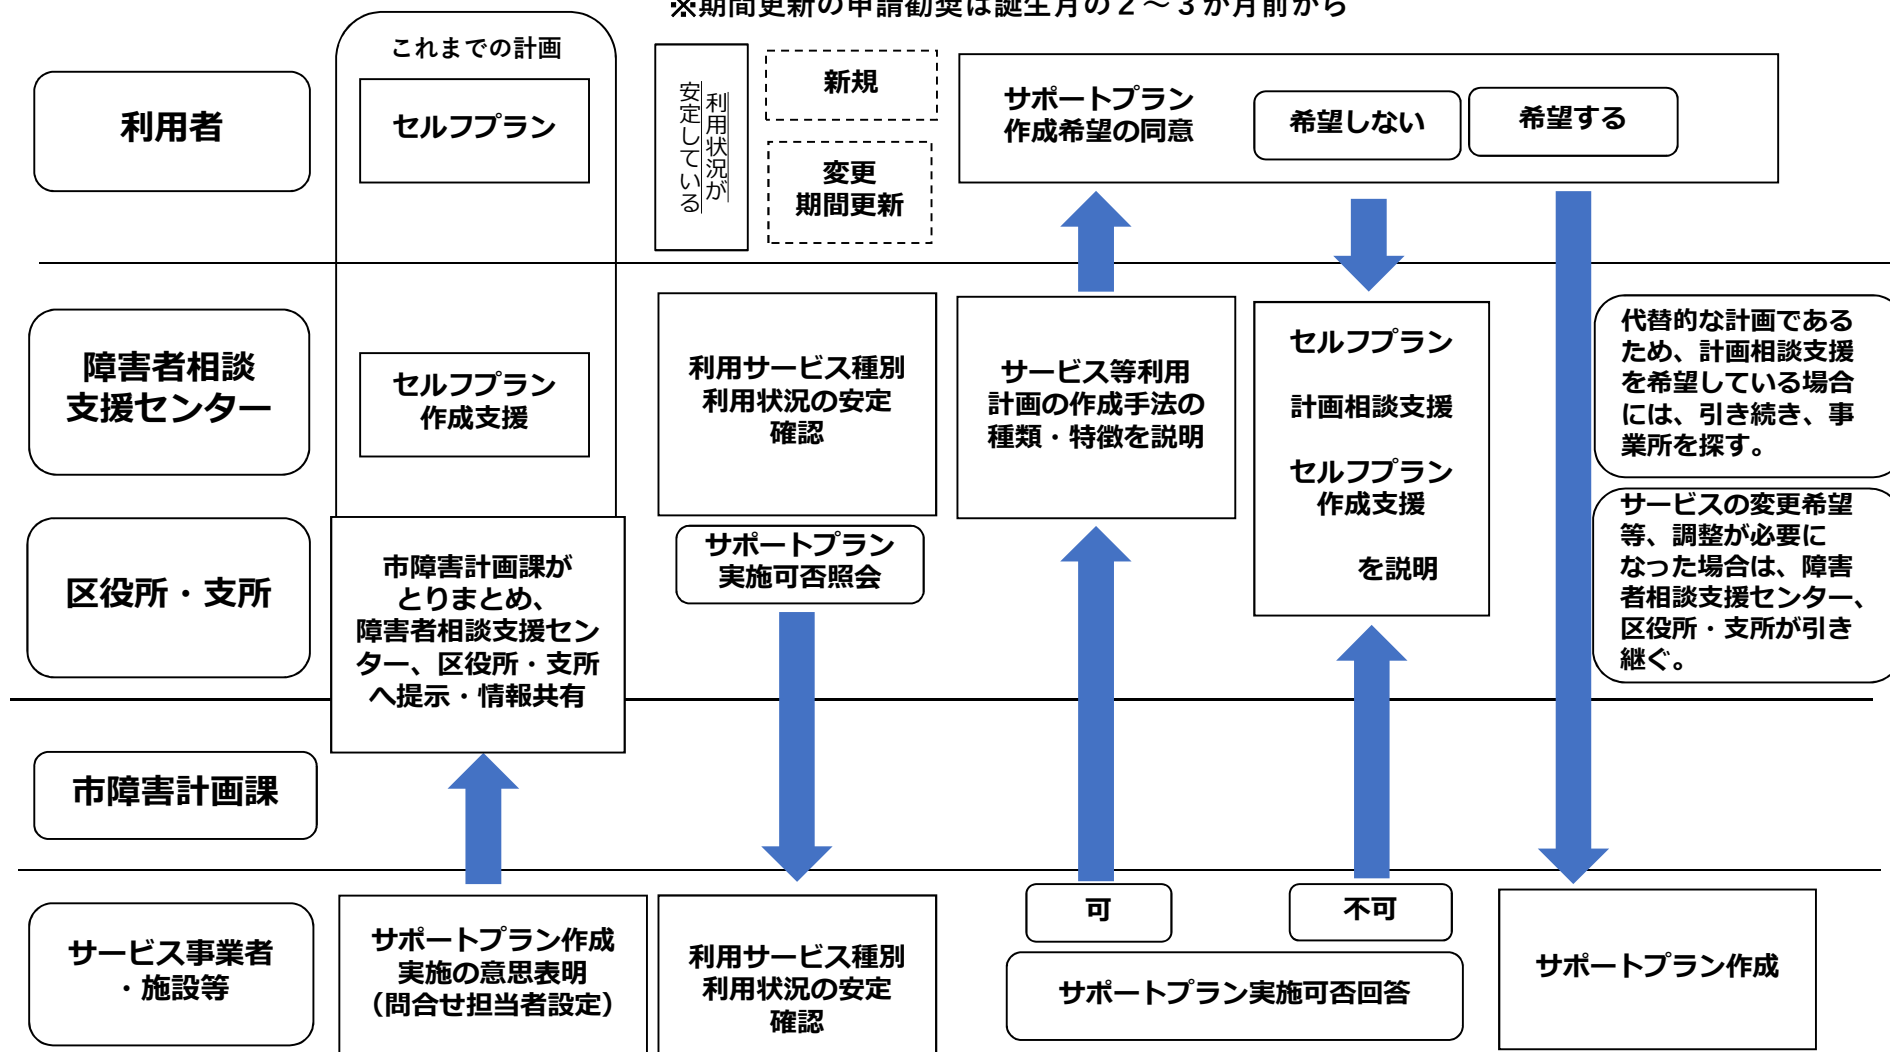 ※期間更新の申請勧奨は誕生月の２～３か月前から
これまでの計画
利用者
セルフプラン
利用状況が
安定している
新規
変更
期間更新
サポートプラン
作成希望の同意
希望しない
希望する
障害者相談
支援センター
セルフプラン
作成支援
利用サービス種別
利用状況の安定
確認
サービス等利用
計画の作成手法の
種類・特徴を説明
セルフプラン
計画相談支援
セルフプラン
作成支援
を説明
代替的な計画である
ため、計画相談支援
を希望している場合
には、引き続き、事
業所を探す。
区役所・支所
市障害計画課が
とりまとめ、
障害者相談支援セン
ター、区役所・支所
へ提示・情報共有
サポートプラン
実施可否照会
サービスの変更希望
等、調整が必要に
なった場合は、障害
者相談支援センター、
区役所・支所が引き
継ぐ。
市障害計画課
サービス事業者
・施設等
サポートプラン作成
実施の意思表明
（問合せ担当者設定）
利用サービス種別
利用状況の安定
確認
可
不可
サポートプラン実施可否回答
サポートプラン作成